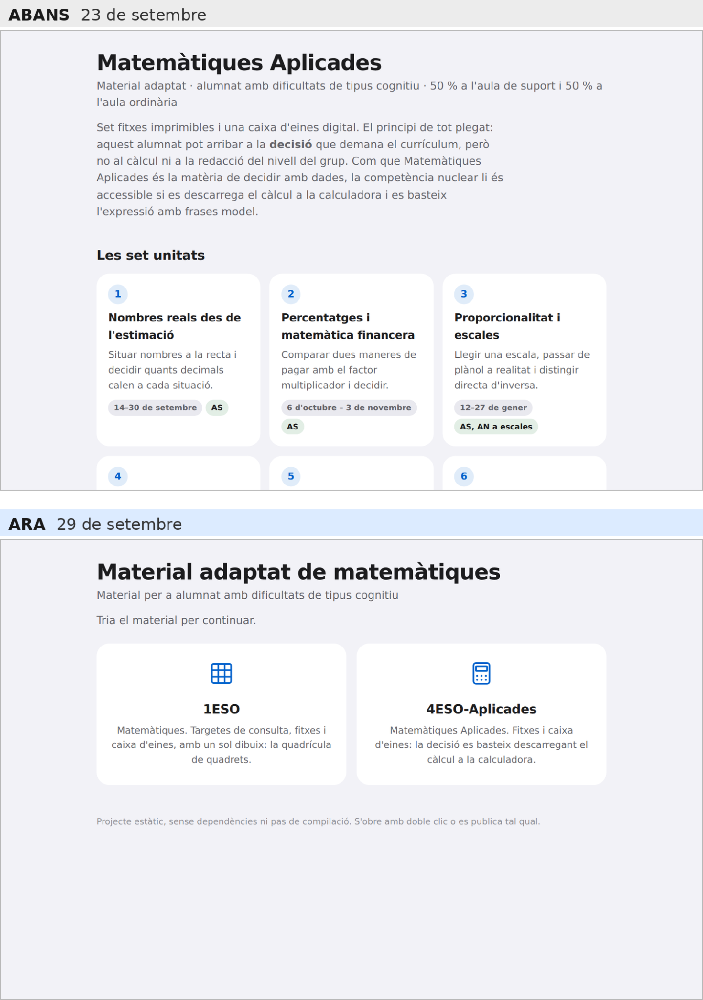 ABANS 23 de setembre
Matemàtiques Aplicades
Material adaptat · alumnat amb dificultats de tipus cognitiu · 50 % a l'aula de suport i 50 % a
l'aula ordinària
Set fitxes imprimibles i una caixa d'eines digital. El principi de tot plegat:
aquest alumnat pot arribar a la decisió que demana el currículum, però
no al càlcul ni a la redacció del nivell del grup. Com que Matemàtiques
Aplicades és la matèria de decidir amb dades, la competència nuclear li és
accessible si es descarrega el càlcul a la calculadora i es basteix
l'expressió amb frases model.
Les set unitats
1
Nombres reals des de
l'estimació
Situar nombres a la recta i
decidir quants decimals
calen a cada situació.
14–30 de setembre AS
2
Percentatges i
matemàtica financera
Comparar dues maneres de
pagar amb el factor
multiplicador i decidir.
6 d'octubre – 3 de novembre
AS
3
Proporcionalitat i
escales
Llegir una escala, passar de
plànol a realitat i distingir
directa d'inversa.
12–27 de gener
AS, AN a escales
4
5
6
ARA 29 de setembre
Material adaptat de matemàtiques
Material per a alumnat amb dificultats de tipus cognitiu
Tria el material per continuar.
1ESO
Matemàtiques. Targetes de consulta, fitxes i
caixa d'eines, amb un sol dibuix: la quadrícula
de quadrets.
4ESO-Aplicades
Matemàtiques Aplicades. Fitxes i caixa
d'eines: la decisió es basteix descarregant el
càlcul a la calculadora.
Projecte estàtic, sense dependències ni pas de compilació. S'obre amb doble clic o es publica tal qual.